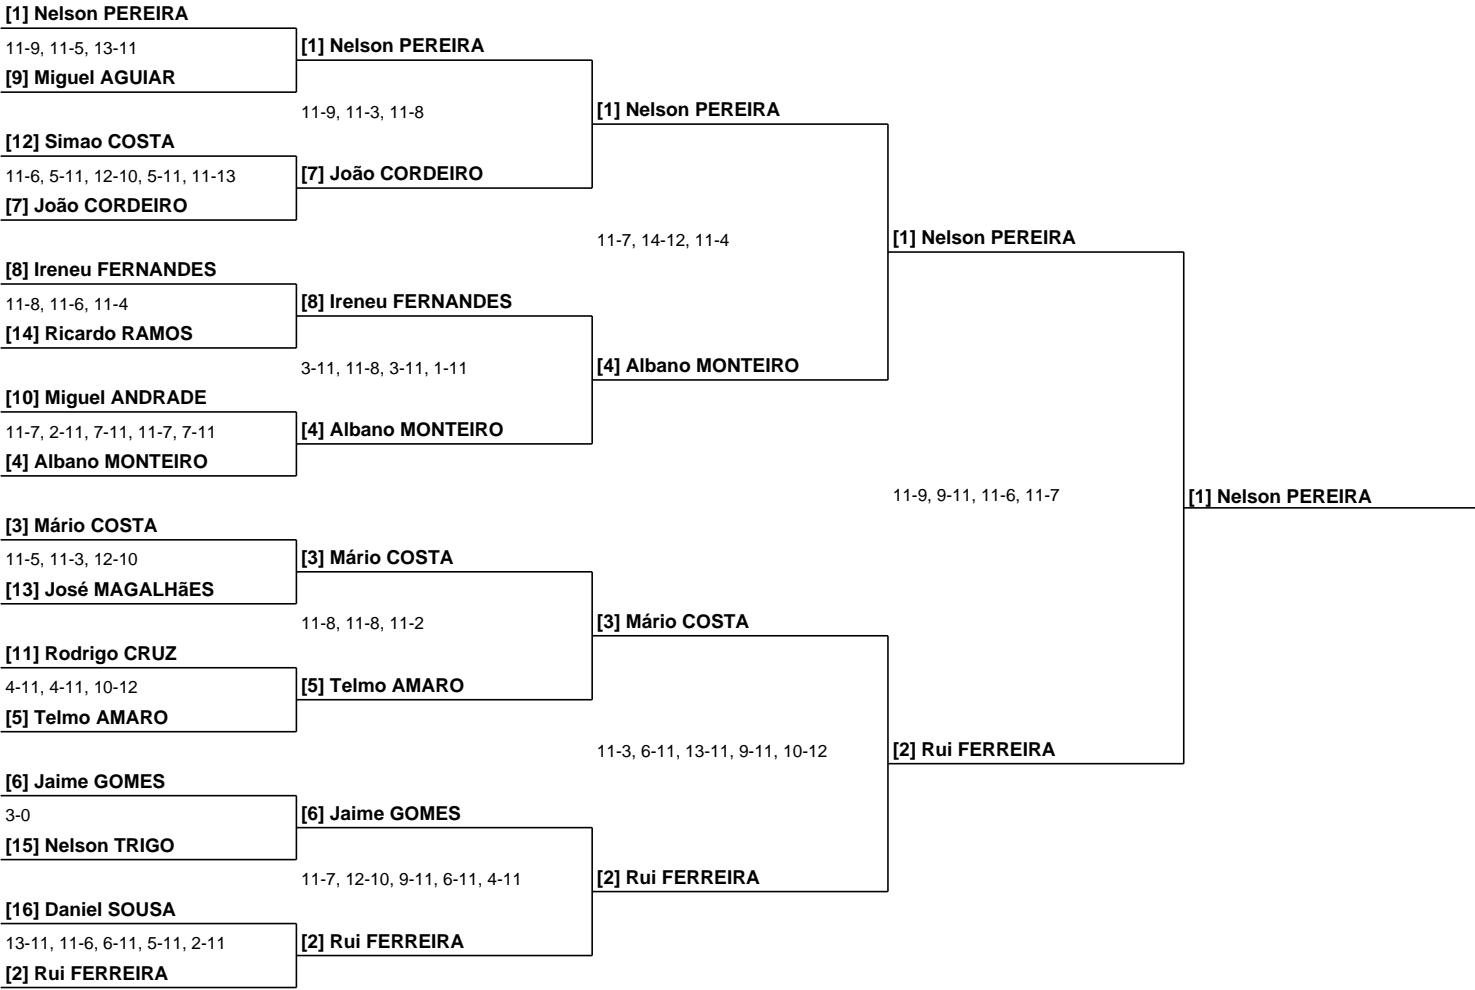 [1] Nelson PEREIRA
11-9, 11-5, 13-11
[9] Miguel AGUIAR
[12] Simao COSTA
11-6, 5-11, 12-10, 5-11, 11-13
[7] João CORDEIRO
[8] Ireneu FERNANDES
11-8, 11-6, 11-4
[14] Ricardo RAMOS
[10] Miguel ANDRADE
11-7, 2-11, 7-11, 11-7, 7-11
[4] Albano MONTEIRO
[3] Mário COSTA
11-5, 11-3, 12-10
[13] José MAGALHãES
[11] Rodrigo CRUZ
4-11, 4-11, 10-12
[5] Telmo AMARO
[6] Jaime GOMES
3-0
[15] Nelson TRIGO
[16] Daniel SOUSA
13-11, 11-6, 6-11, 5-11, 2-11
[2] Rui FERREIRA
[1] Nelson PEREIRA
11-9, 11-3, 11-8
[7] João CORDEIRO
[8] Ireneu FERNANDES
3-11, 11-8, 3-11, 1-11
[4] Albano MONTEIRO
[3] Mário COSTA
11-8, 11-8, 11-2
[5] Telmo AMARO
[6] Jaime GOMES
11-7, 12-10, 9-11, 6-11, 4-11
[2] Rui FERREIRA
[1] Nelson PEREIRA
11-7, 14-12, 11-4
[4] Albano MONTEIRO
[3] Mário COSTA
11-3, 6-11, 13-11, 9-11, 10-12
[2] Rui FERREIRA
[1] Nelson PEREIRA
11-9, 9-11, 11-6, 11-7
[2] Rui FERREIRA
[1] Nelson PEREIRA